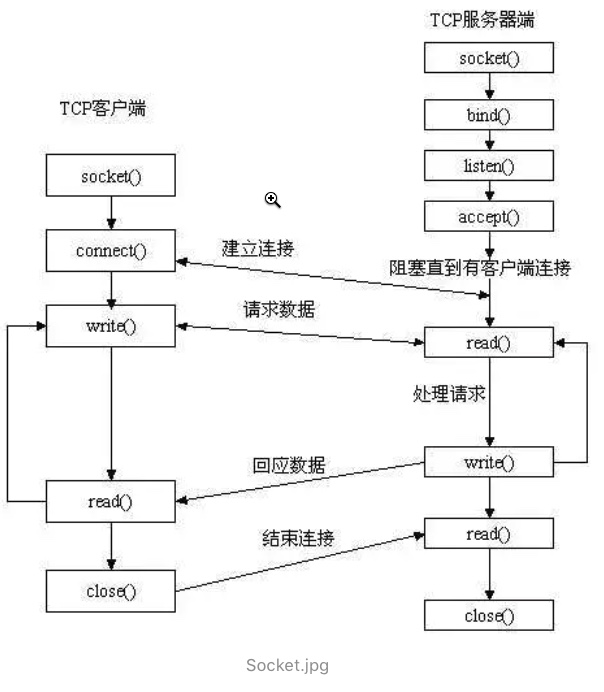 TCP服务器端
socket()
bind()
TCP客户端
listen()
socket()
accept()
connect()
建立连接
阻塞直到有客户端连接
请求数据
write()
read()
处理请求
回应数据
write()
read()
结束连接
read()
close()
close()
Socket.jpg